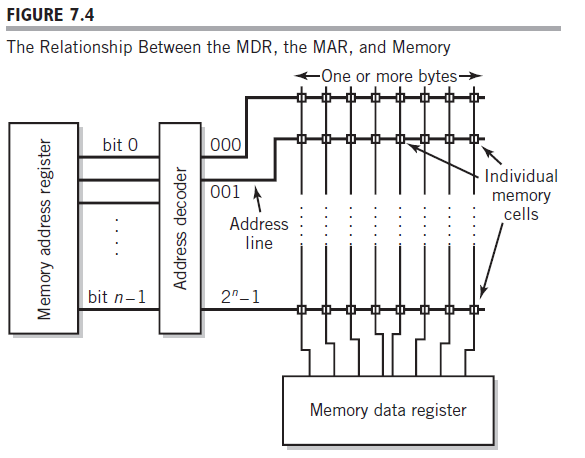 FIGURE 7.4
The Relationship Between the MDR, the MAR, and Memory
One or more bytes
bit 0
000
001
Memory address register
Address decoder
Address
line
Individual
memory
cells
bit n–1
2ⁿ–1
Memory data register